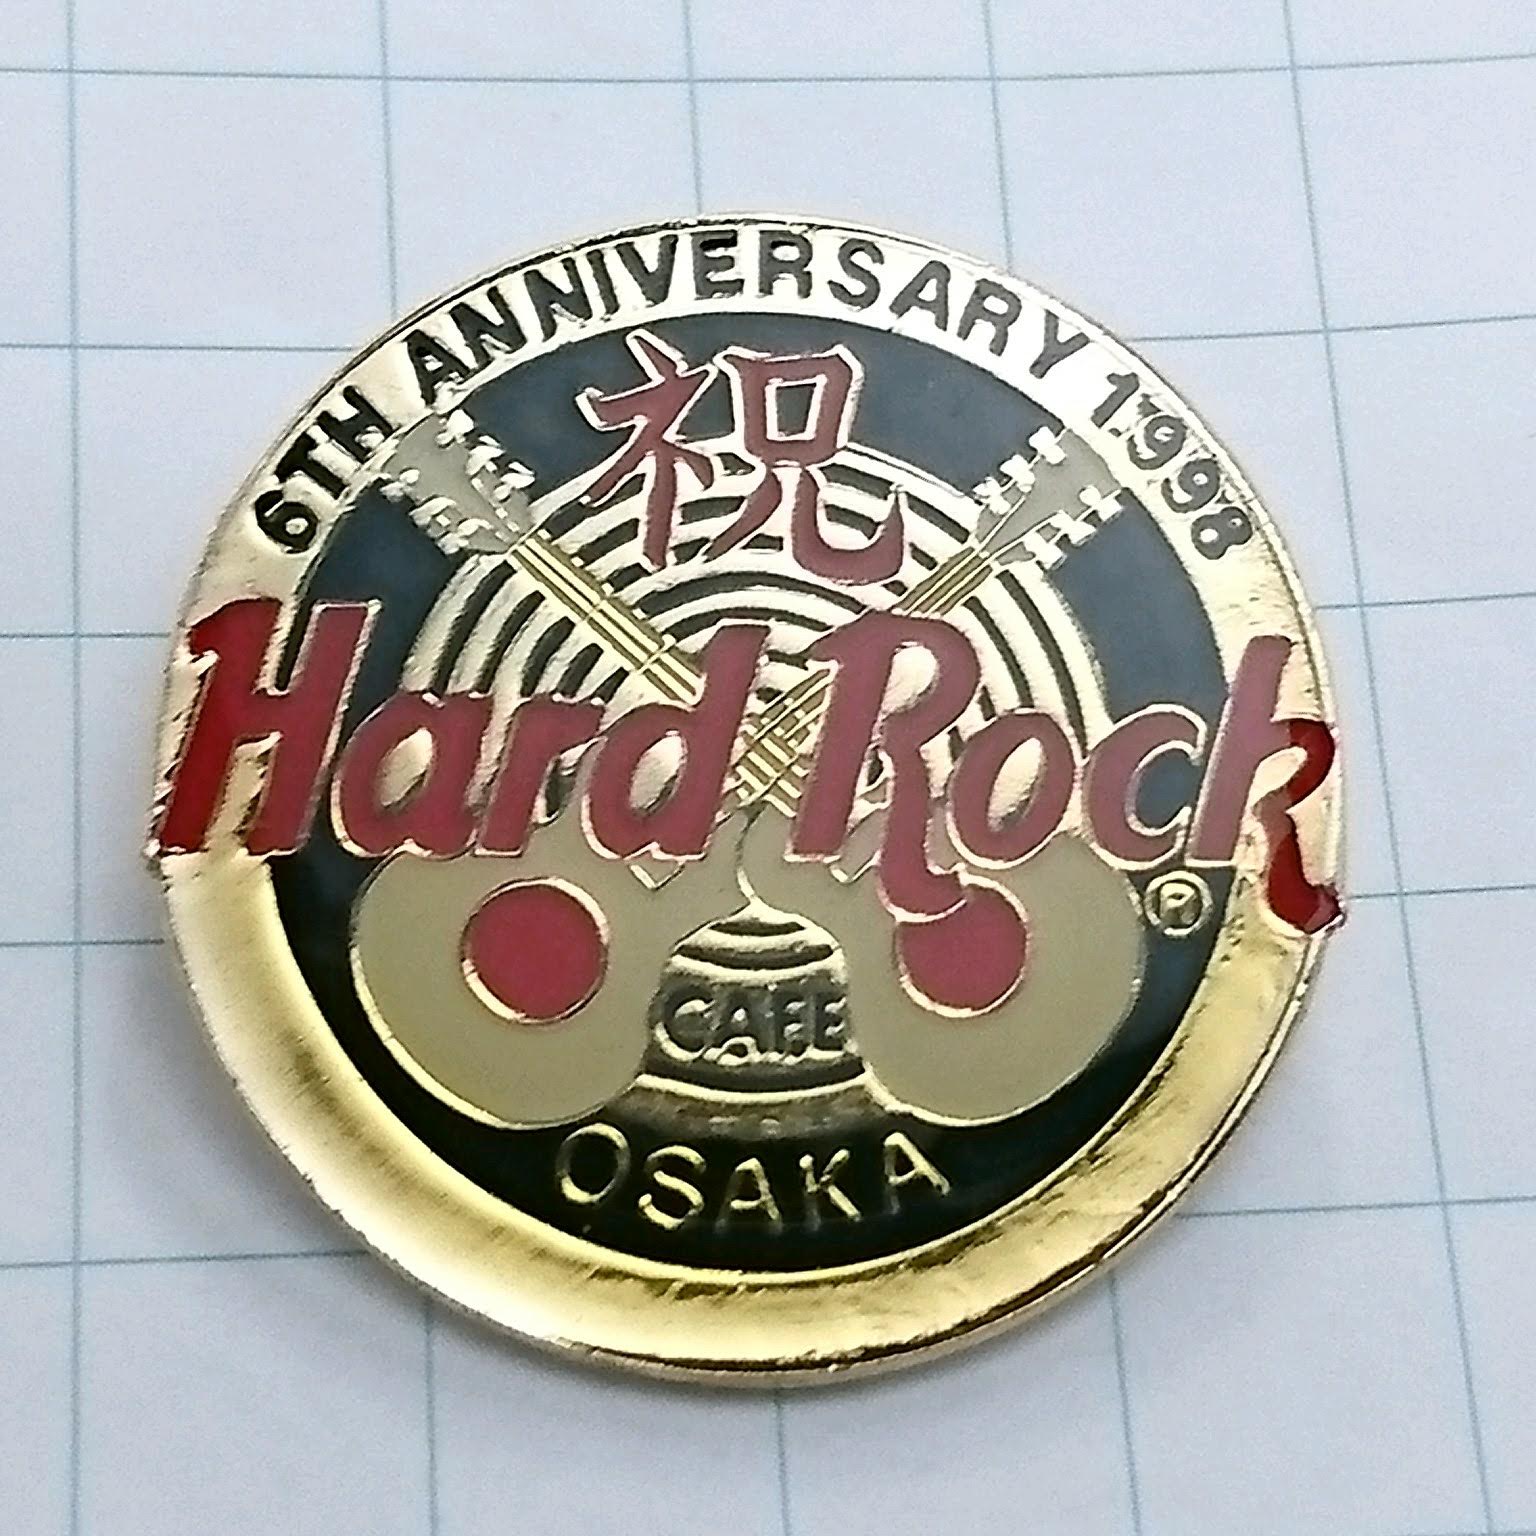 6TH ANNIVERSARY 1998
祝
Hard Rock
®
CAFE
OSAKA